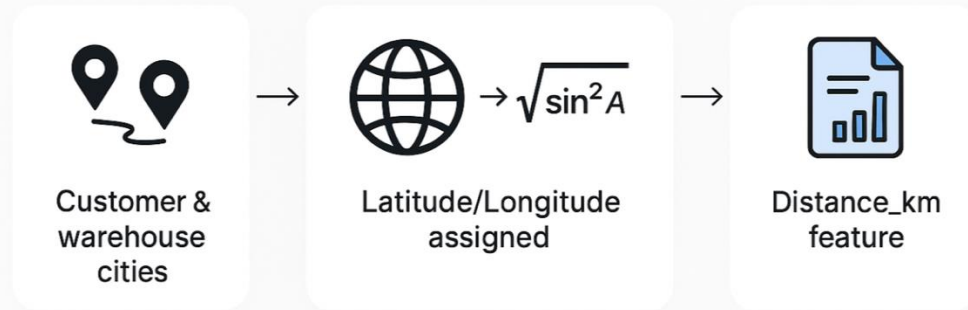 √sin²A
Customer &
warehouse
cities
Latitude/Longitude
assigned
Distance_km
feature